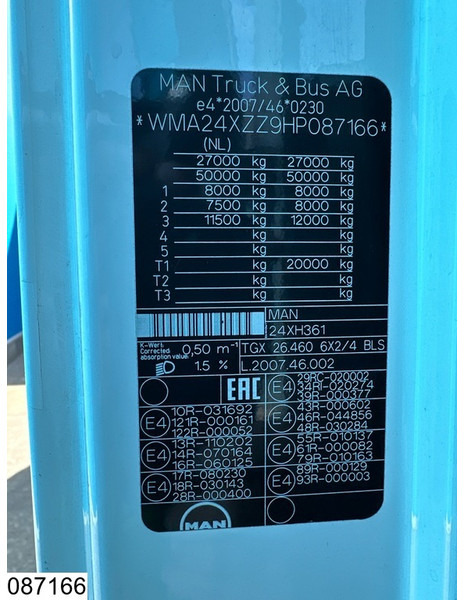 MAN Truck & Bus AG
e4*2007/46*0230
*WMA24XZZ9HP087166*
(NL)
27000 kg 27000 kg
50000 kg 50000 kg
1 8000 kg 8000 kg
2 7500 kg 8000 kg
3 11500 kg 12000 kg
4 kg kg
5 kg kg
T1 kg 20000 kg
T2 kg kg
T3 kg kg
MAN
24XH361
K-Wert:
Corrected absorption value: 0,50 m-1 TGX 26.460 6X2/4 BLS
1.5 % L.2007.46.002
EAC
E4 29RC-020002
34RI-020274
39R-000377
E4 10R-031692
121R-000161
122R-000052
E4 43R-000602
46R-044856
48R-030284
E4 13R-110202
14R-070164
16R-060125
E4 55R-010137
61R-000082
79R-010163
E4 17R-080230
18R-030143
28R-000400
E4 89R-000129
93R-000003
MAN
087166